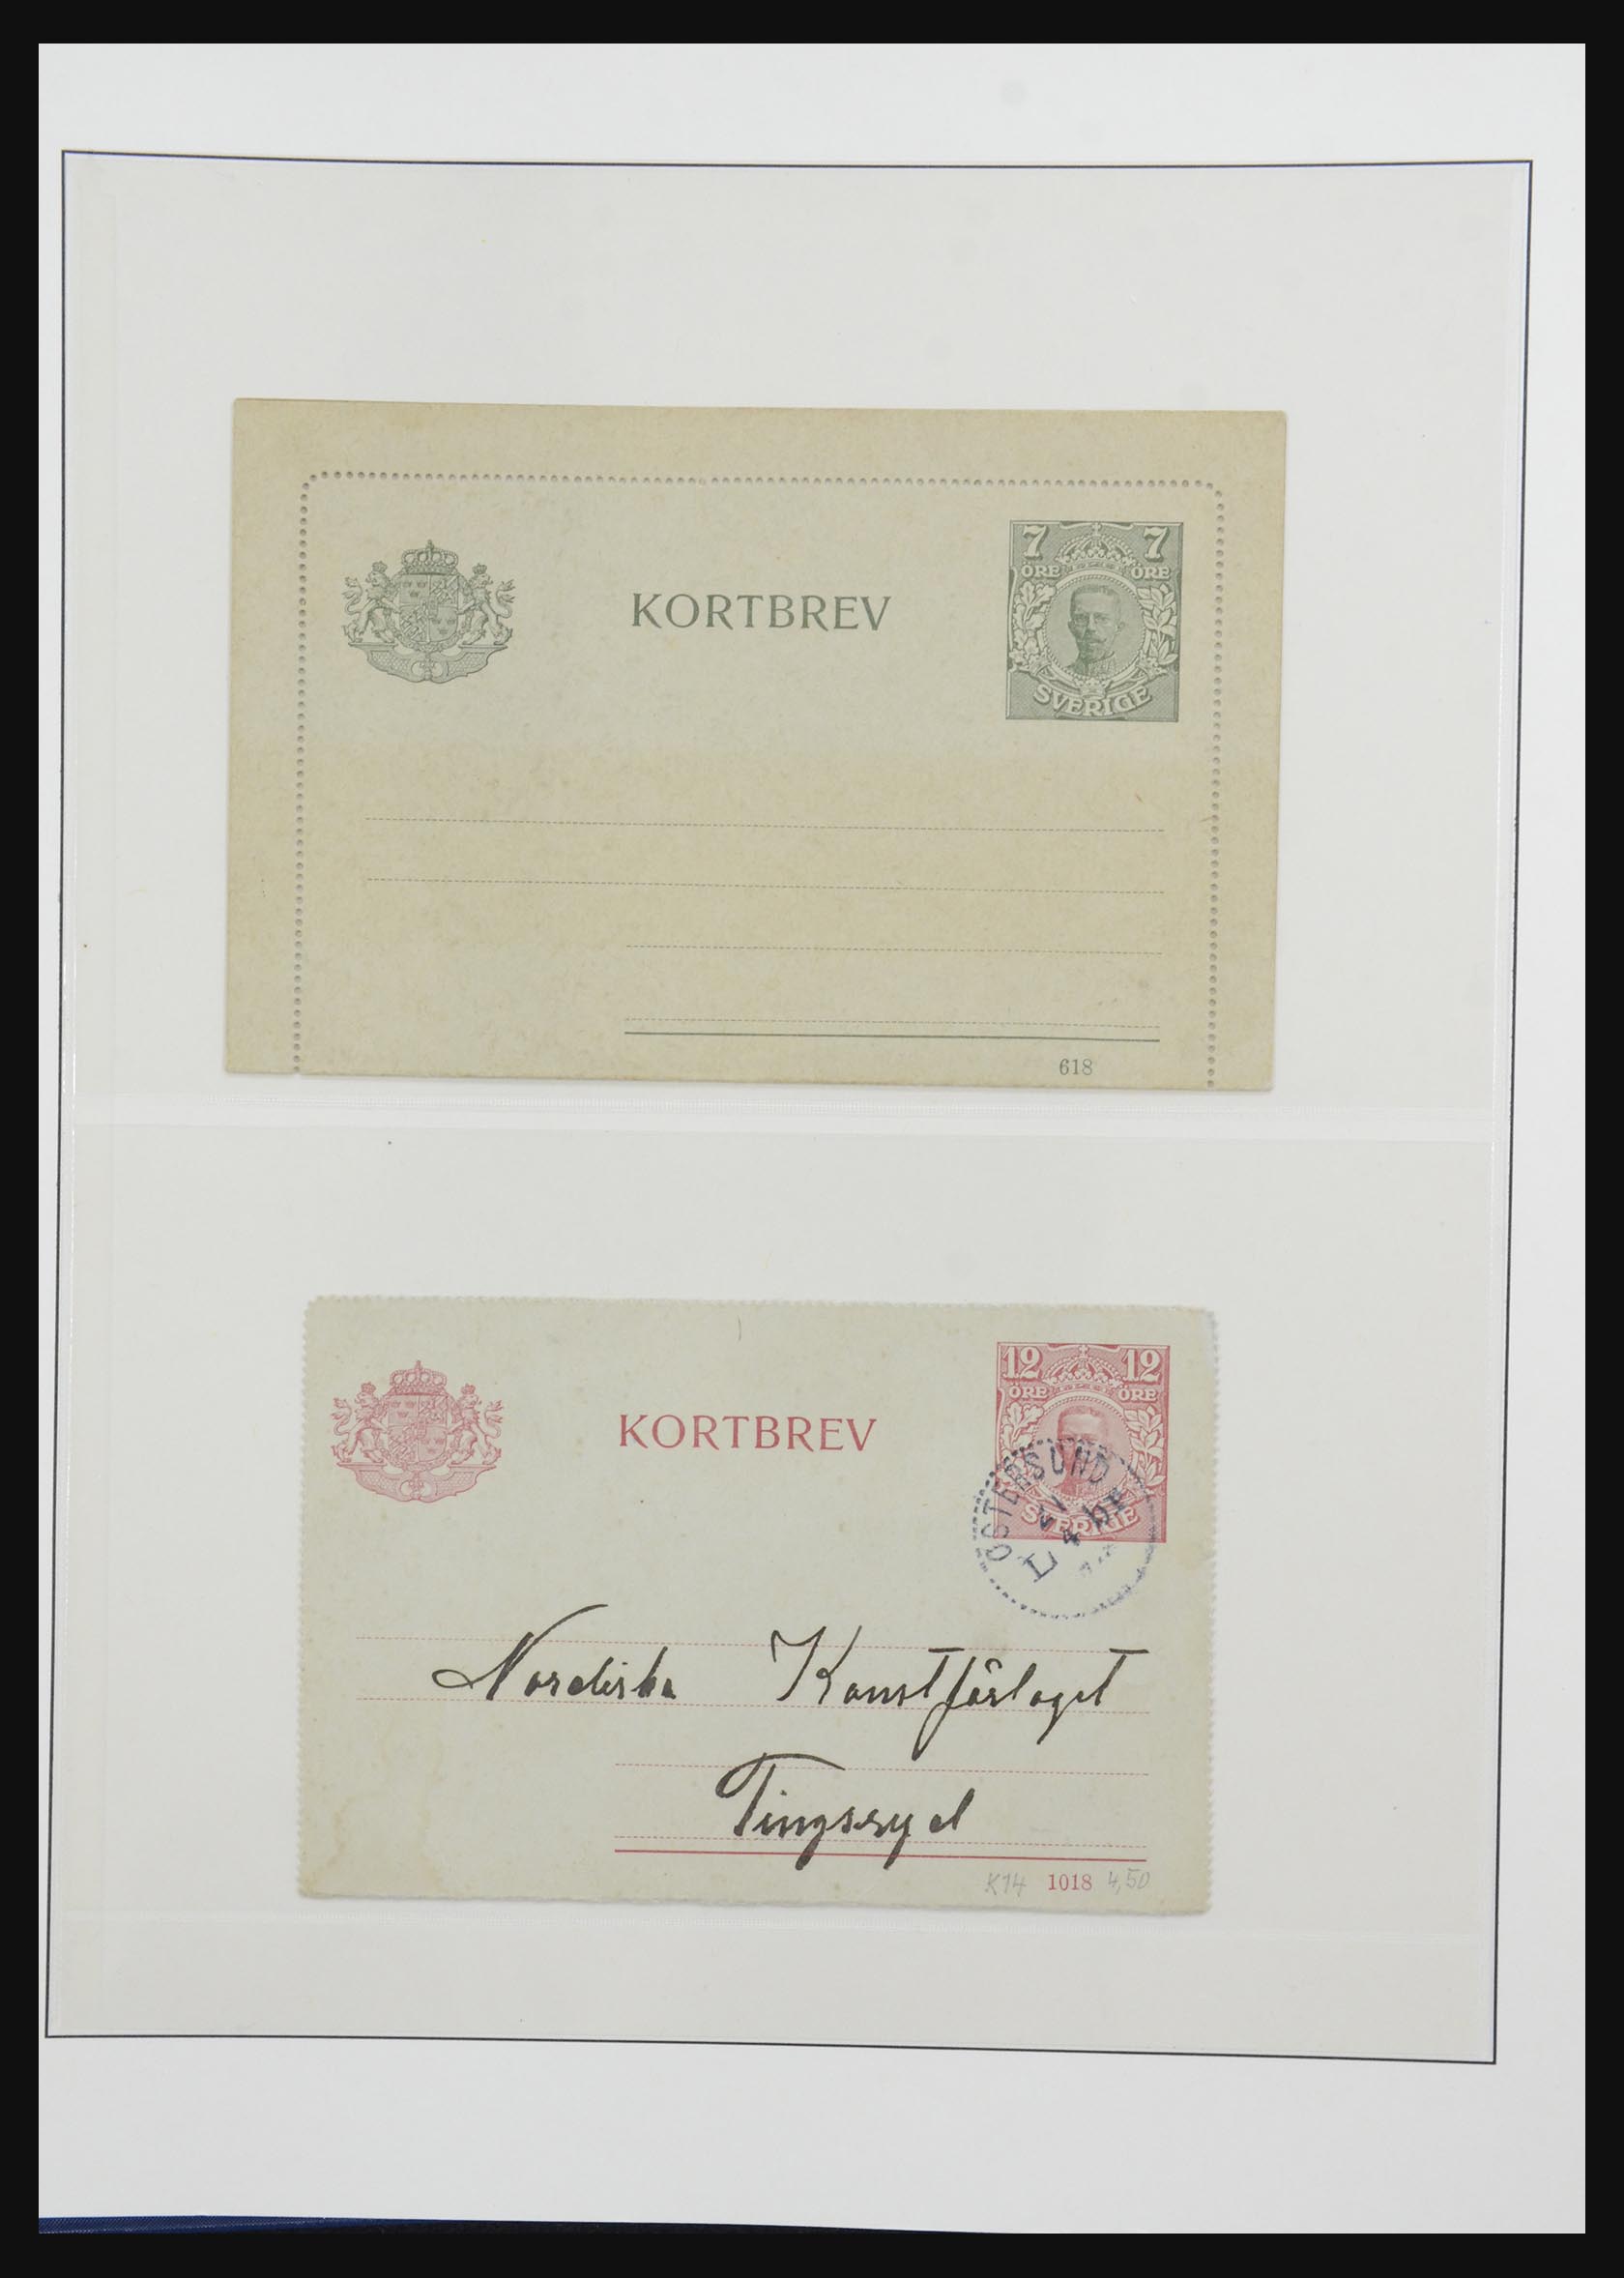 7 7
ÖRE ÖRE
KORTBREV
SVERIGE
618
12 12
ÖRE ÖRE
KORTBREV
SVERIGE
ÖSTERSUND
Nordiska Konstförlaget
Tingsryd
K14 1018 4,50